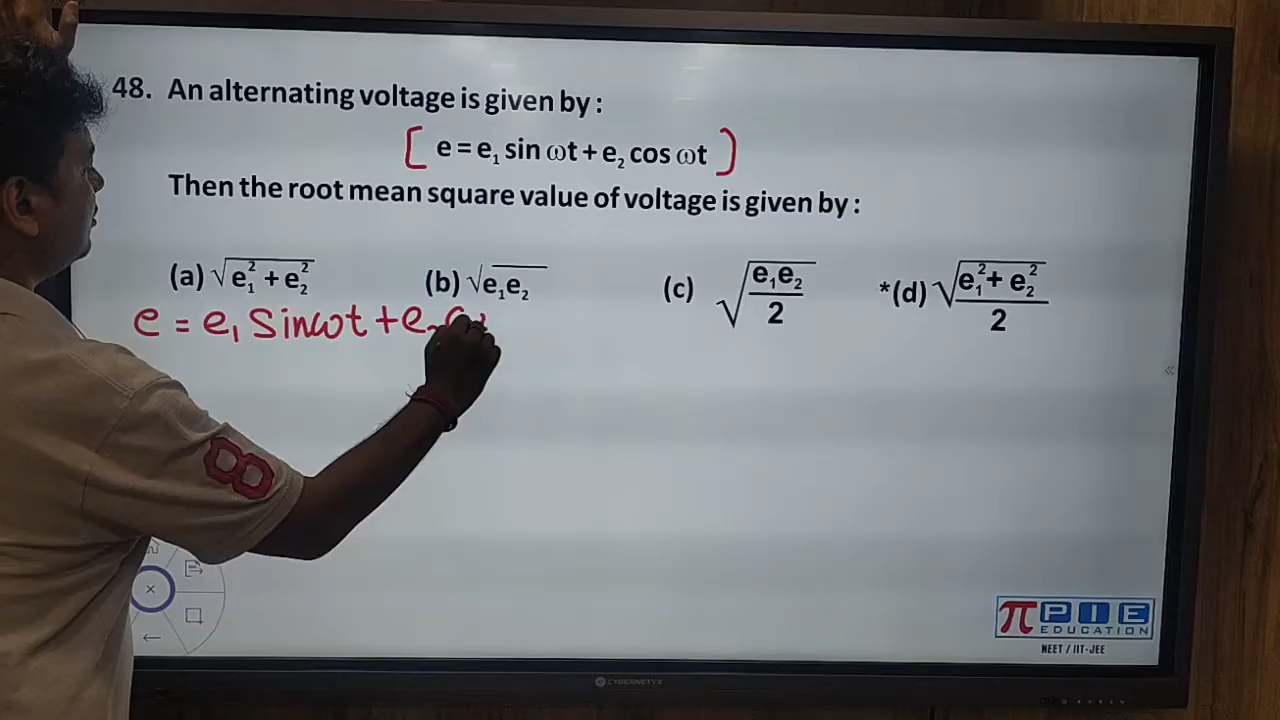 48. An alternating voltage is given by :
[ e = e₁ sin ωt + e₂ cos ωt ]
Then the root mean square value of voltage is given by :
(a) √(e₁² + e₂²) (b) √e₁e₂ (c) √(e₁e₂/2) *(d) √((e₁² + e₂²)/2)
e = e₁ Sinωt + e
π PIE
EDUCATION
NEET / IIT-JEE